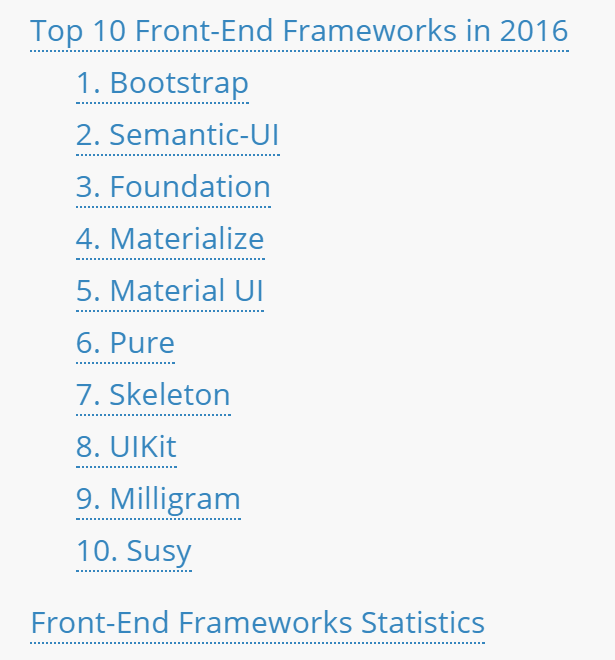 Top 10 Front-End Frameworks in 2016
1. Bootstrap
2. Semantic-UI
3. Foundation
4. Materialize
5. Material UI
6. Pure
7. Skeleton
8. UIKit
9. Milligram
10. Susy
Front-End Frameworks Statistics